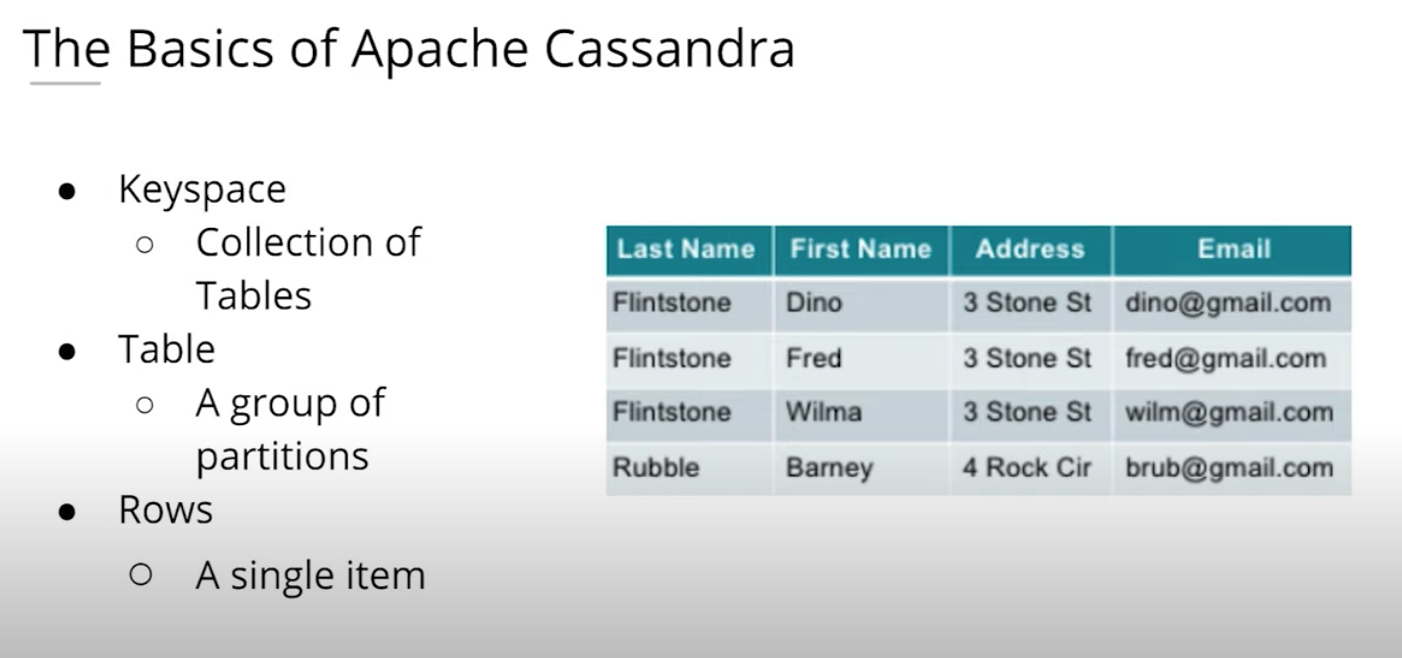 The Basics of Apache Cassandra
● Keyspace
○ Collection of
Tables
● Table
○ A group of
partitions
● Rows
○ A single item
Last Name First Name Address Email
Flintstone Dino 3 Stone St dino@gmail.com
Flintstone Fred 3 Stone St fred@gmail.com
Flintstone Wilma 3 Stone St wilm@gmail.com
Rubble Barney 4 Rock Cir brub@gmail.com